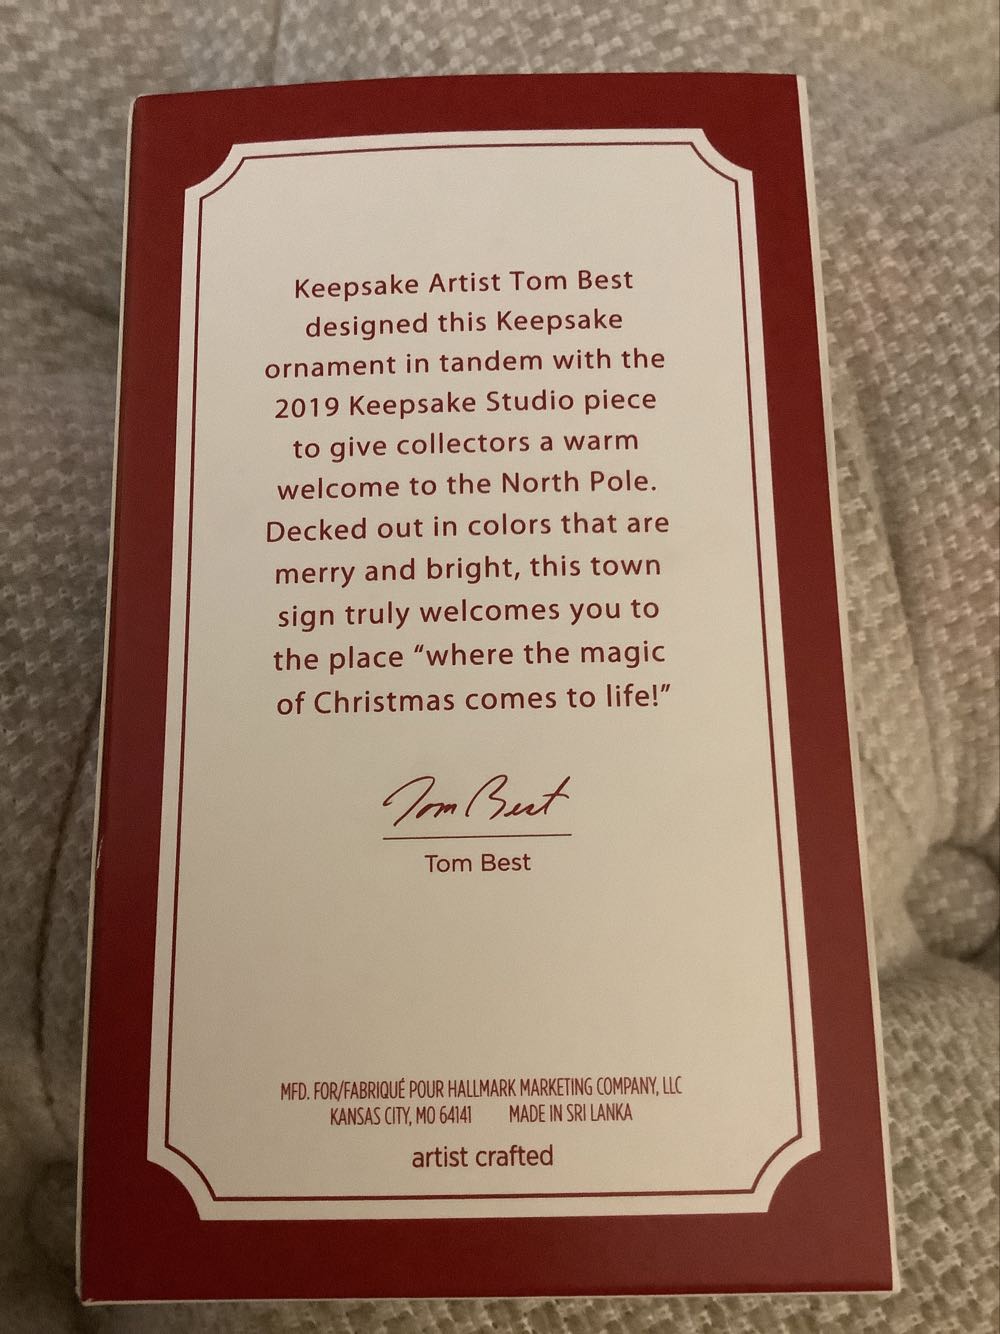 Keepsake Artist Tom Best
designed this Keepsake
ornament in tandem with the
2019 Keepsake Studio piece
to give collectors a warm
welcome to the North Pole.
Decked out in colors that are
merry and bright, this town
sign truly welcomes you to
the place “where the magic
of Christmas comes to life!”
Tom Best
Tom Best
MFD. FOR/FABRIQUÉ POUR HALLMARK MARKETING COMPANY, LLC
KANSAS CITY, MO 64141 MADE IN SRI LANKA
artist crafted